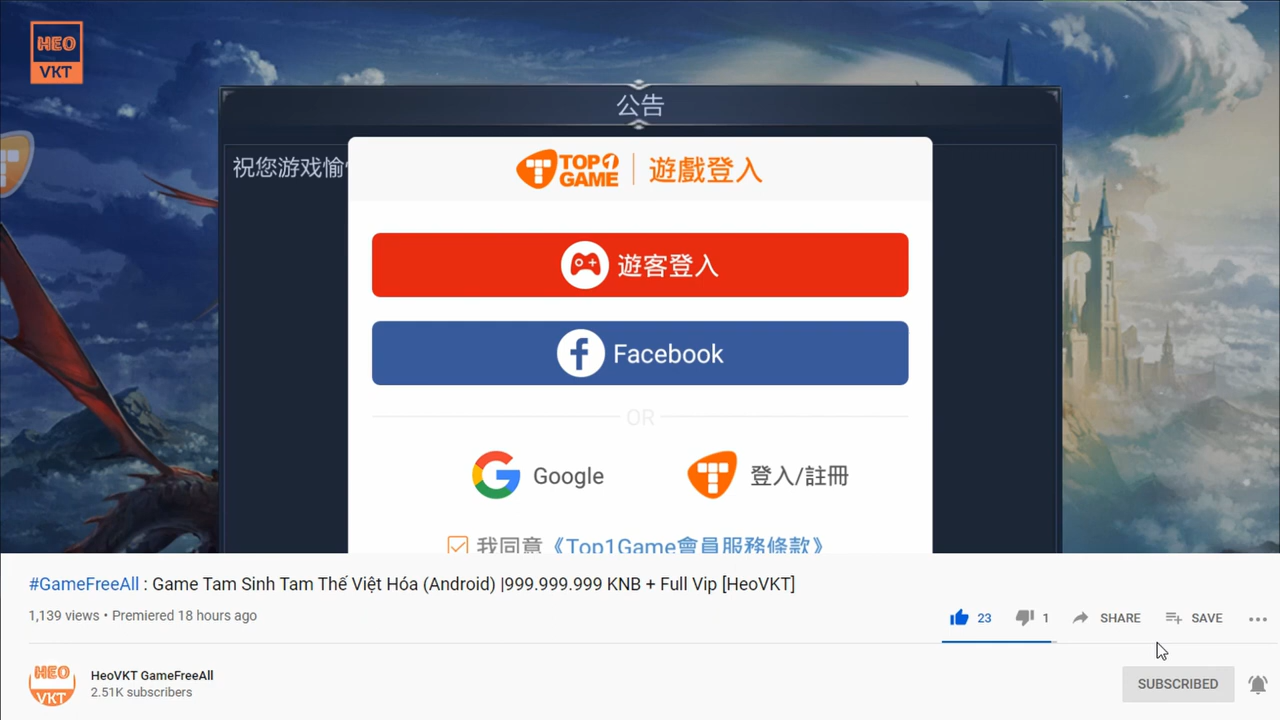 HEO
VKT
公告
祝您游戏愉
TOP1
GAME
遊戲登入
遊客登入
Facebook
OR
Google
登入/註冊
我同意《Top1Game會員服務條款》
#GameFreeAll : Game Tam Sinh Tam Thế Việt Hóa (Android) |999.999.999 KNB + Full Vip [HeoVKT]
1,139 views • Premiered 18 hours ago
23
1
SHARE
SAVE
HEO
VKT
HeoVKT GameFreeAll
2.51K subscribers
SUBSCRIBED